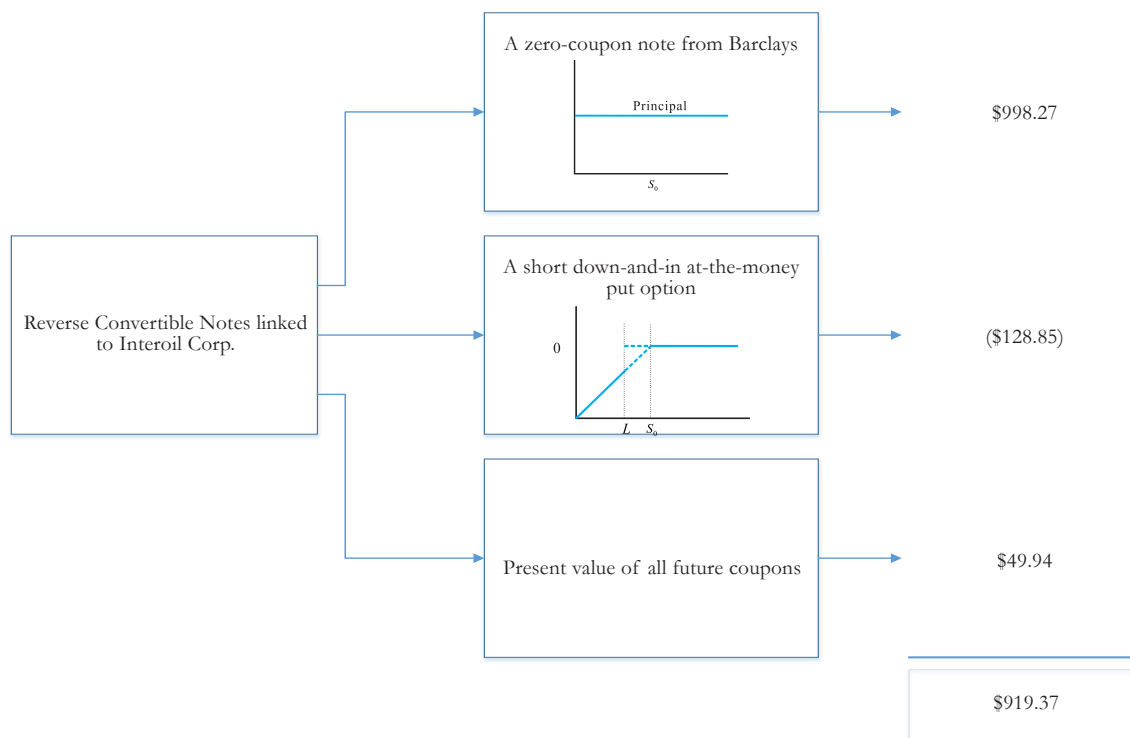 A zero-coupon note from Barclays
Principal
S₀
$998.27
Reverse Convertible Notes linked
to Interoil Corp.
A short down-and-in at-the-money
put option
0
L S₀
($128.85)
Present value of all future coupons
$49.94
$919.37